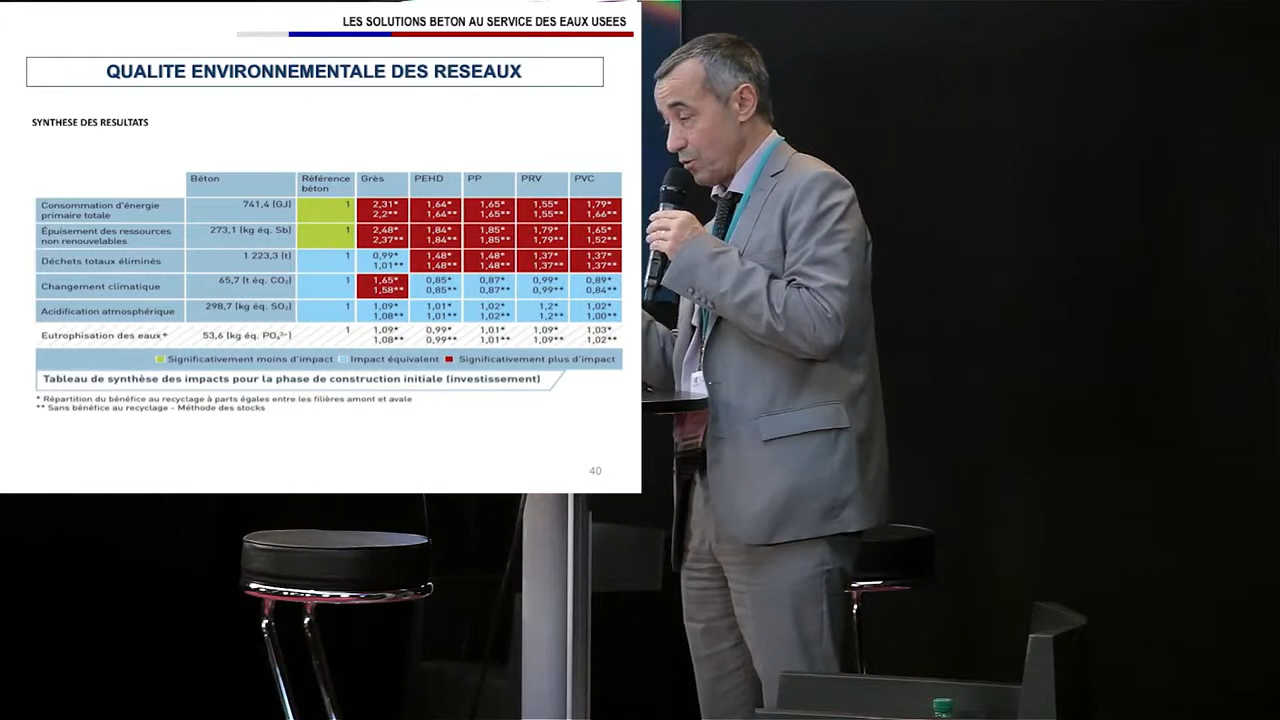 LES SOLUTIONS BETON AU SERVICE DES EAUX USEES
QUALITE ENVIRONNEMENTALE DES RESEAUX
SYNTHESE DES RESULTATS
Béton Référence béton Grès PEHD PP PRV PVC
Consommation d'énergie primaire totale 741,4 (GJ) 1 2,31* 2,2** 1,64* 1,64** 1,65* 1,65** 1,55* 1,55** 1,79* 1,66**
Épuisement des ressources non renouvelables 273,1 (kg éq. Sb) 1 2,48* 2,37** 1,84* 1,84** 1,85* 1,85** 1,79* 1,79** 1,65* 1,52**
Déchets totaux éliminés 1 223,3 (t) 1 0,99* 1,01** 1,48* 1,48** 1,48* 1,48** 1,37* 1,37** 1,37* 1,37**
Changement climatique 65,7 (t éq. CO₂) 1 1,65* 1,58** 0,85* 0,85** 0,87* 0,87** 0,99* 0,99** 0,89* 0,84**
Acidification atmosphérique 298,7 (kg éq. SO₂) 1 1,09* 1,08** 1,01* 1,01** 1,02* 1,02** 1,2* 1,2** 1,02* 1,00**
Eutrophisation des eaux* 53,6 (kg éq. PO₄³⁻) 1 1,09* 1,08** 0,99* 0,99** 1,01* 1,01** 1,09* 1,09** 1,03* 1,02**
Significativement moins d'impact Impact équivalent Significativement plus d'impact
Tableau de synthèse des impacts pour la phase de construction initiale (investissement)
* Répartition du bénéfice au recyclage à parts égales entre les filières amont et avale
** Sans bénéfice au recyclage - Méthode des stocks
40